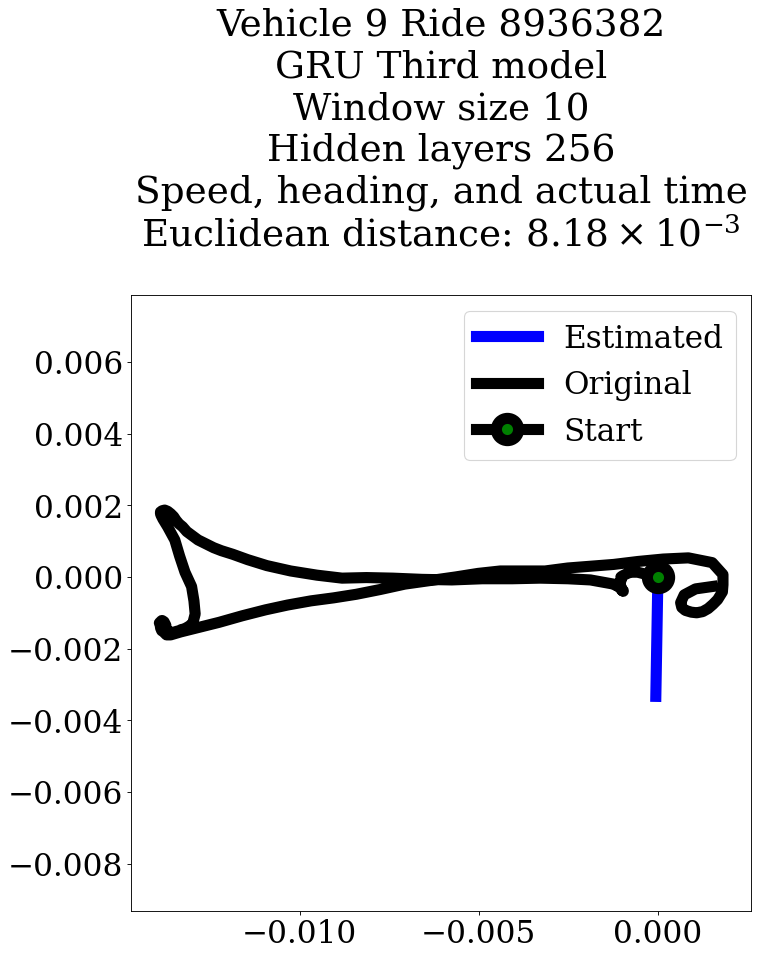 Vehicle 9 Ride 8936382
GRU Third model
Window size 10
Hidden layers 256
Speed, heading, and actual time
Euclidean distance: 8.18 × 10⁻³
Estimated
Original
Start
0.006
0.004
0.002
0.000
−0.002
−0.004
−0.006
−0.008
−0.010
−0.005
0.000